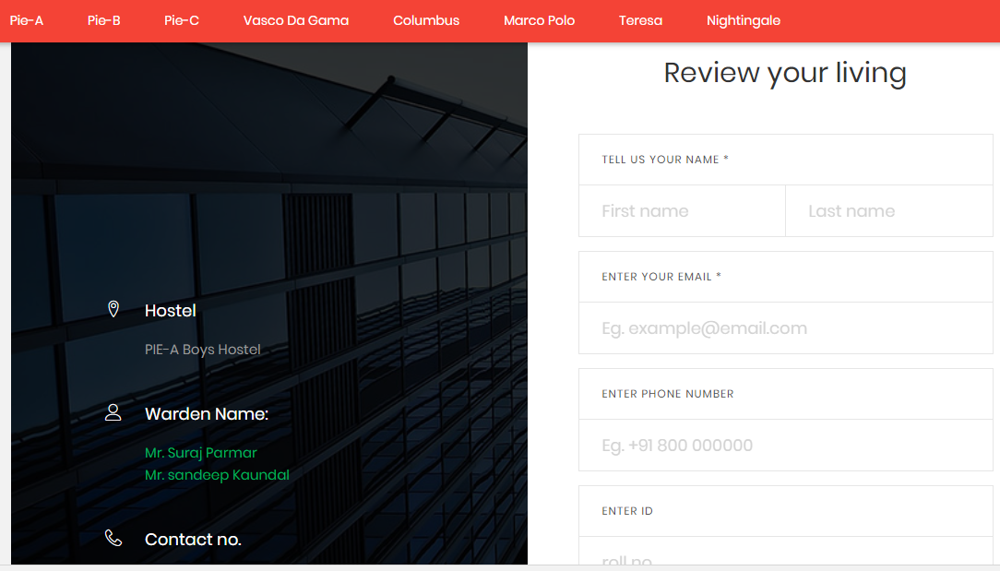 Pie-A Pie-B Pie-C Vasco Da Gama Columbus Marco Polo Teresa Nightingale
Hostel
PIE-A Boys Hostel
Warden Name:
Mr. Suraj Parmar
Mr. sandeep Kaundal
Contact no.
Review your living
TELL US YOUR NAME *
First name Last name
ENTER YOUR EMAIL *
Eg. example@email.com
ENTER PHONE NUMBER
Eg. +91 800 000000
ENTER ID
roll no